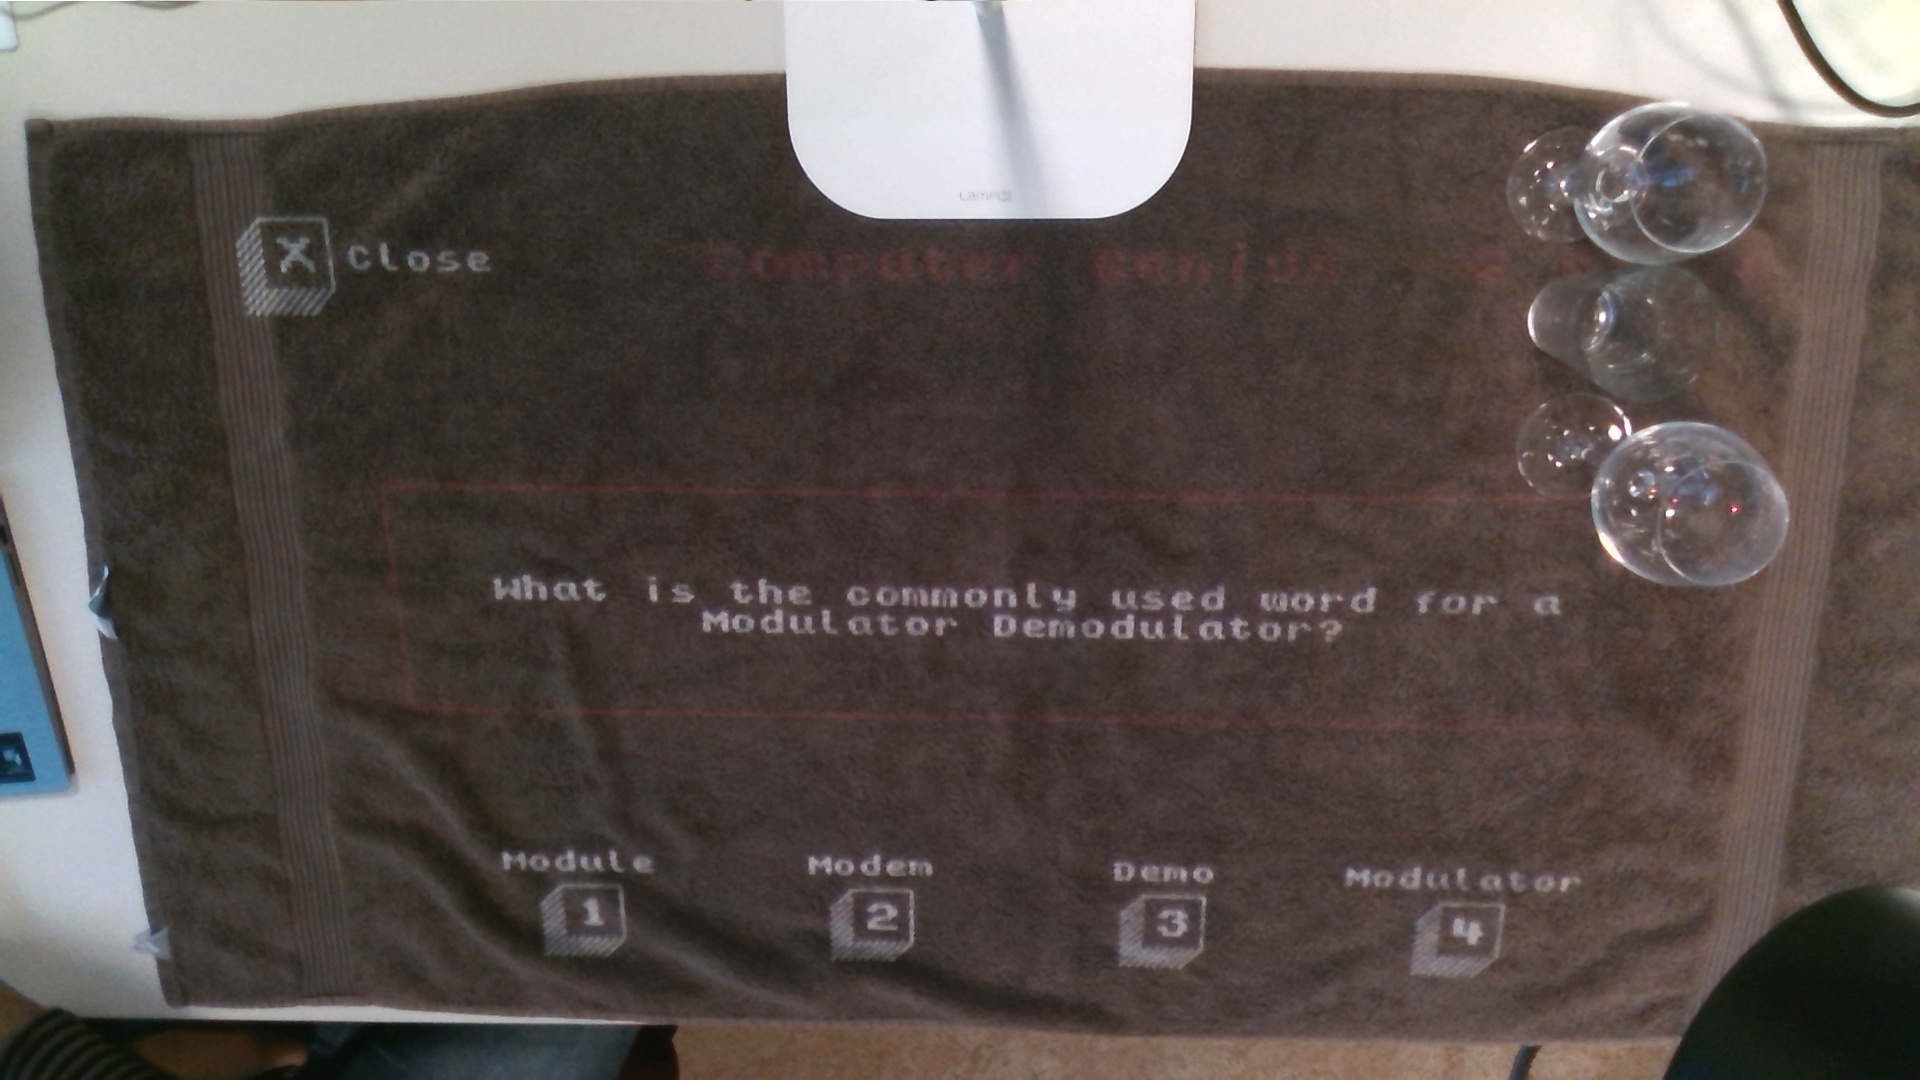 Lampix
X Close
Computer Genius
What is the commonly used word for a
Modulator Demodulator?
Module Modem Demo Modulator
1 2 3 4